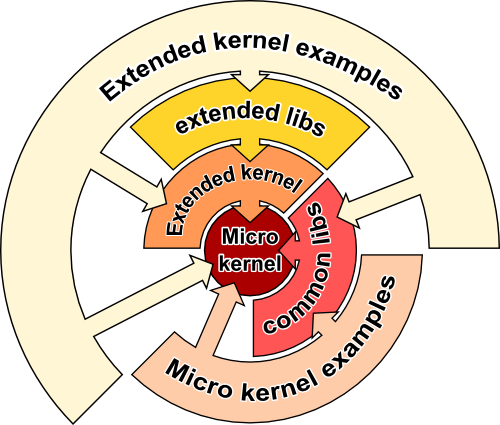 Extended kernel examples
extended libs
Extended kernel
Micro
kernel
common libs
Micro kernel examples